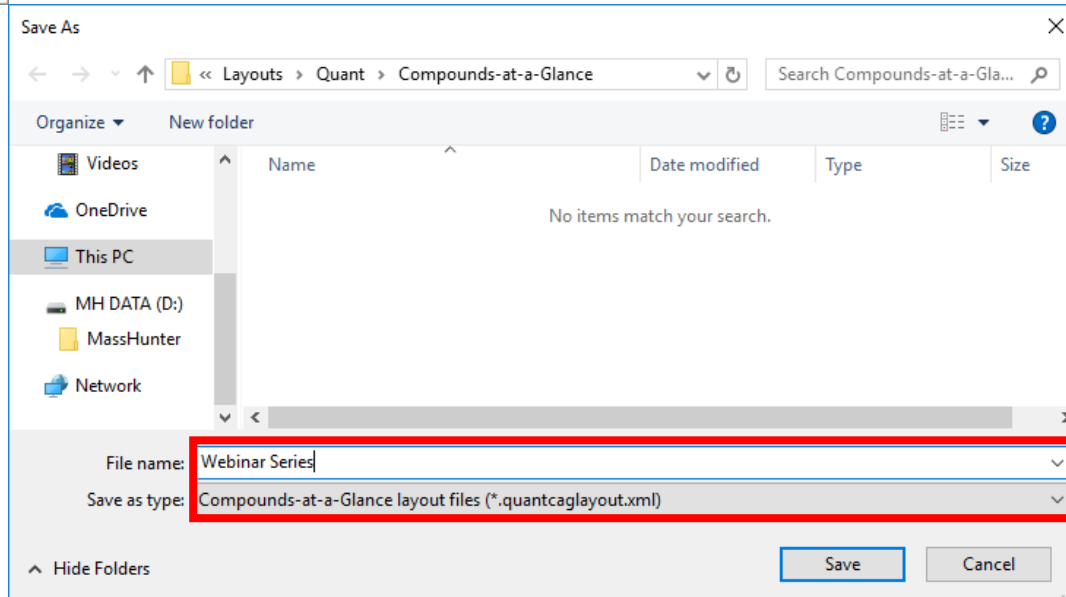 Save As
« Layouts › Quant › Compounds-at-a-Glance
Search Compounds-at-a-Gla...
Organize
New folder
?
Videos
OneDrive
This PC
MH DATA (D:)
MassHunter
Network
Name
Date modified
Type
Size
No items match your search.
File name: Webinar Series
Save as type: Compounds-at-a-Glance layout files (*.quantcaglayout.xml)
Hide Folders
Save
Cancel